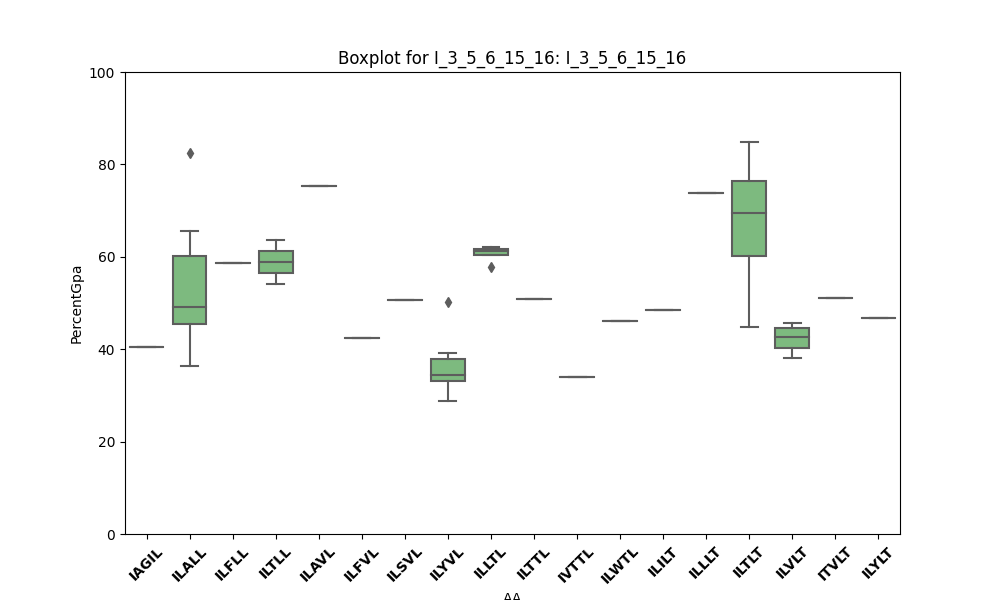 Boxplot for I_3_5_6_15_16: I_3_5_6_15_16
100
80
60
40
20
0
PercentGpa
IAGIL
ILALL
ILFLL
ILTLL
ILAVL
ILFVL
ILSVL
ILYVL
ILLTL
ILTTL
IVTTL
ILWTL
ILILT
ILLLT
ILTLT
ILVLT
ITVLT
ILYLT
AA